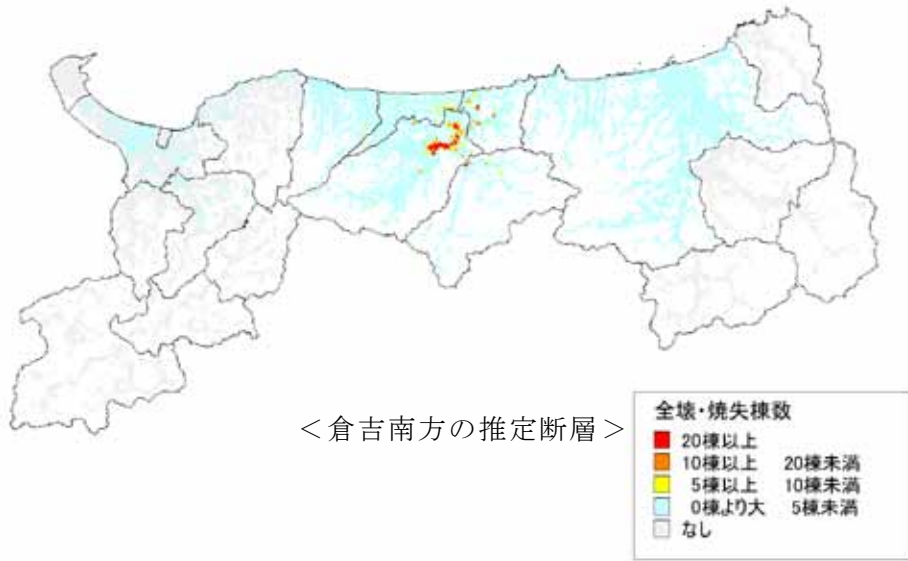 ＜倉吉南方の推定断層＞
全壊・焼失棟数
20棟以上
10棟以上 20棟未満
5棟以上 10棟未満
0棟より大 5棟未満
なし